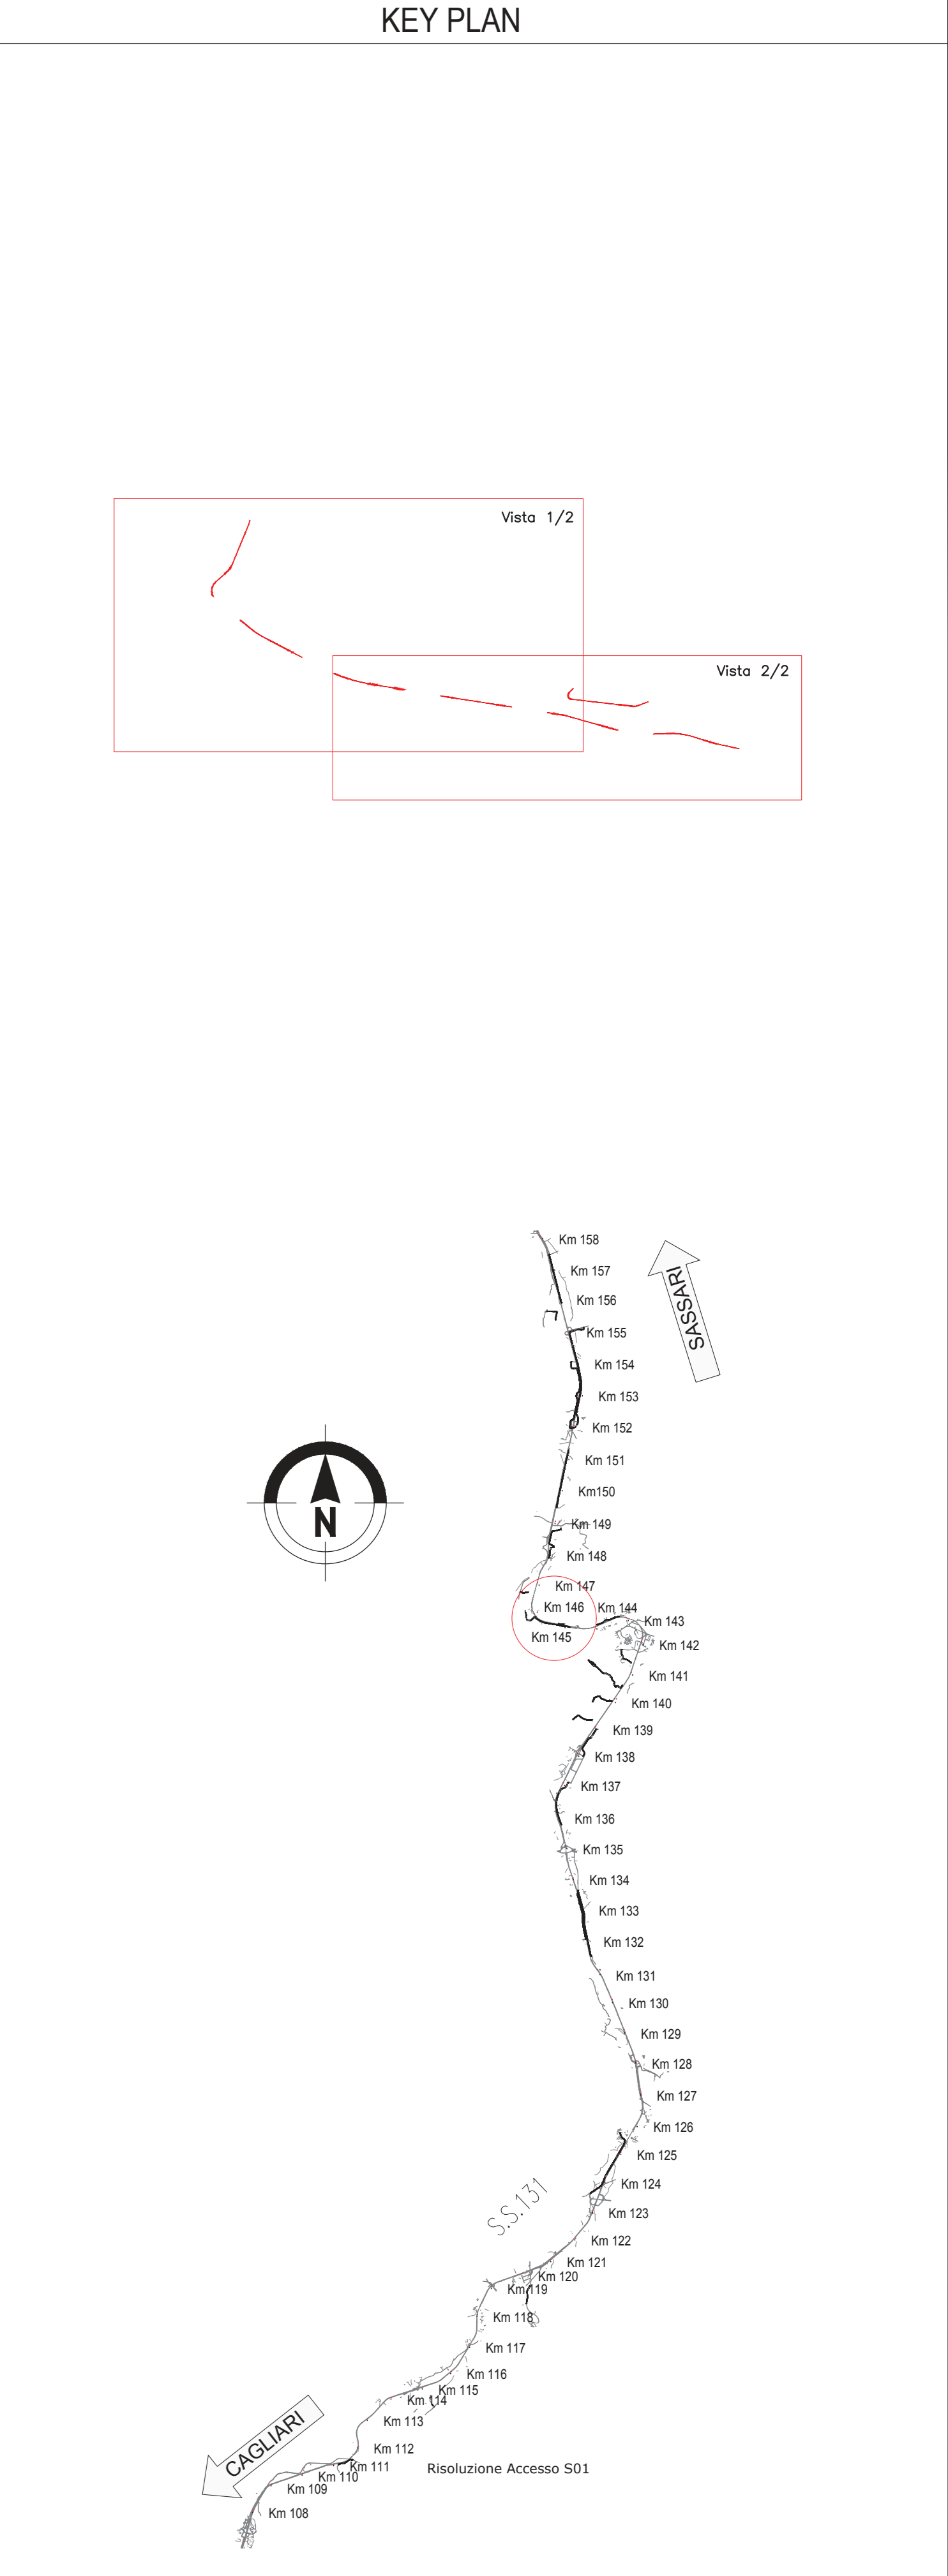 KEY PLAN
Vista 1/2
Vista 2/2
Km 158
SASSARI
Km 157
Km 156
Km 155
Km 154
Km 153
Km 152
Km 151
Km150
N
Km 149
Km 148
Km 147
Km 146
Km 144
Km 143
Km 145
Km 142
Km 141
Km 140
Km 139
Km 138
Km 137
Km 136
Km 135
Km 134
Km 133
Km 132
Km 131
Km 130
Km 129
Km 128
Km 127
Km 126
Km 125
Km 124
S.S.131
Km 123
Km 122
Km 121
Km 120
Km 119
Km 118
Km 117
Km 116
Km 115
Km 114
Km 113
CAGLIARI
Km 112
Km 111
Risoluzione Accesso S01
Km 110
Km 109
Km 108